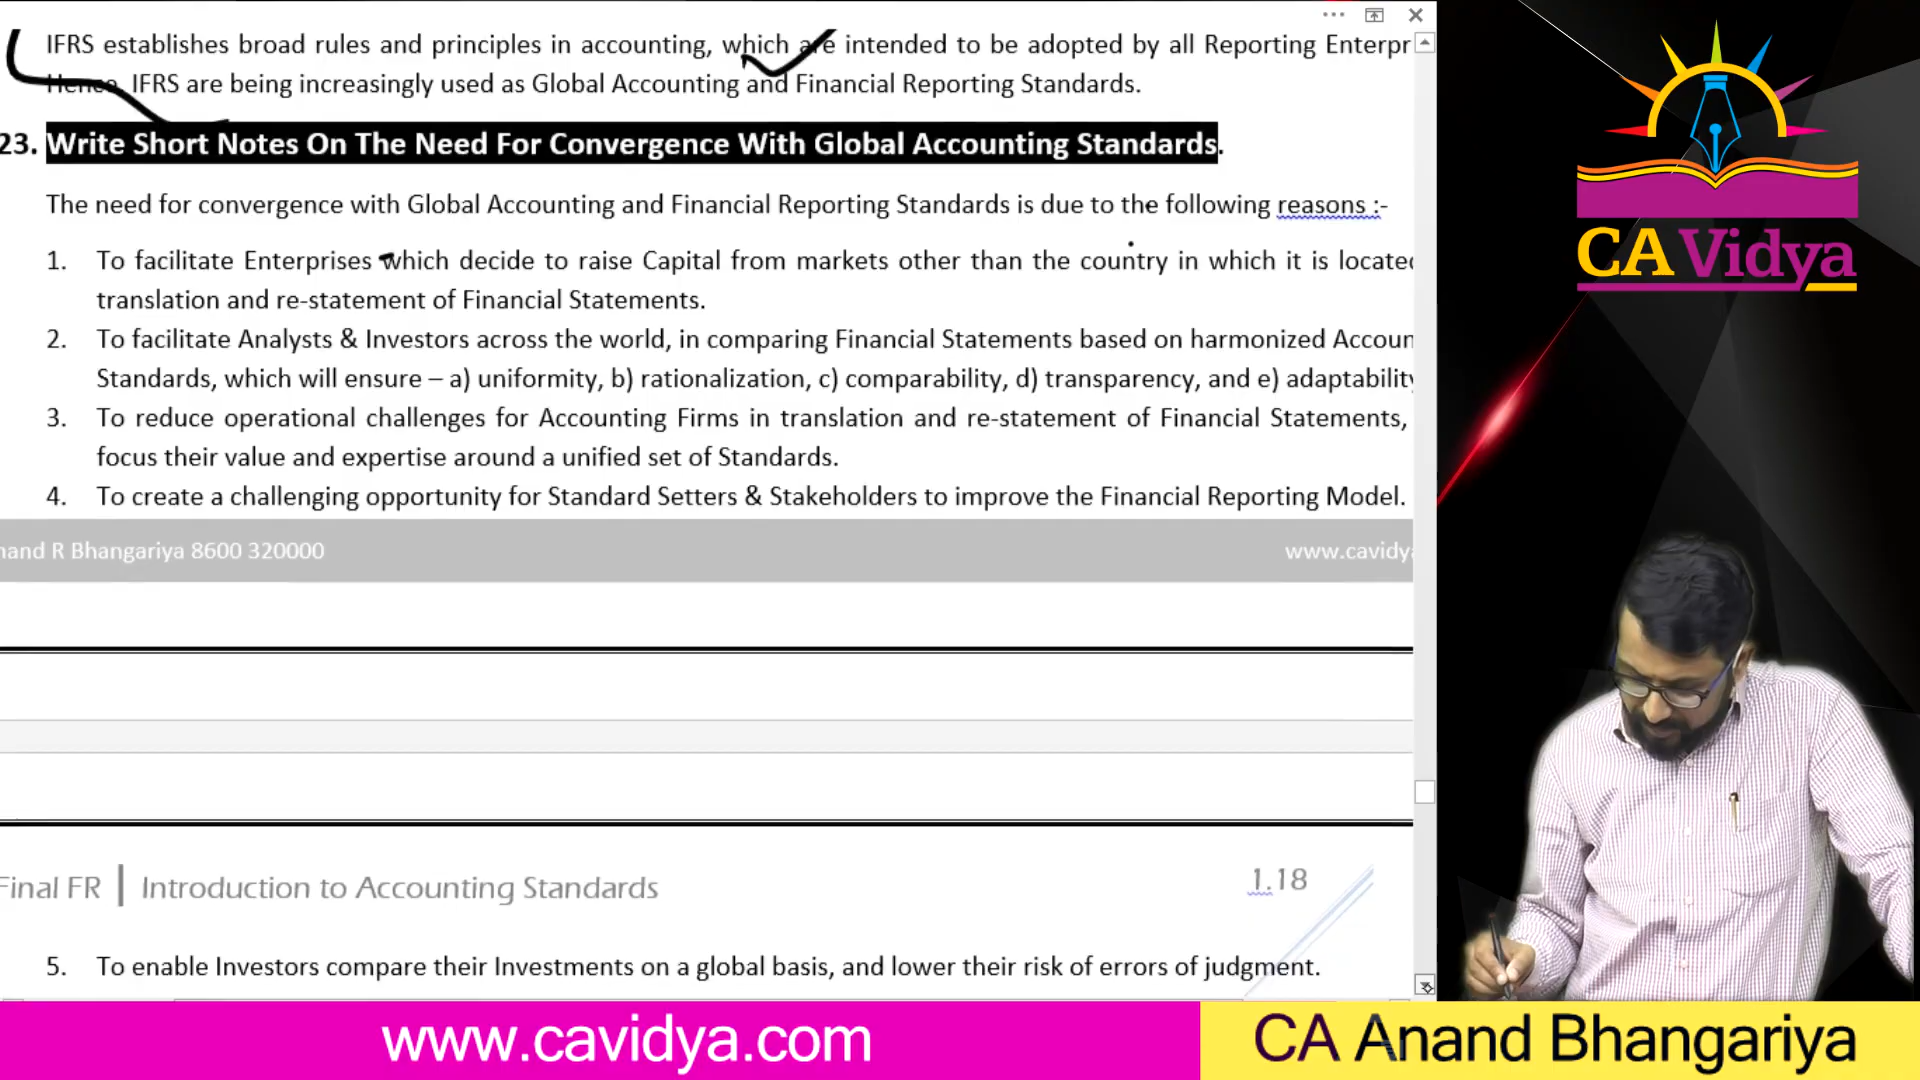 IFRS establishes broad rules and principles in accounting, which are intended to be adopted by all Reporting
Hence, IFRS are being increasingly used as Global Accounting and Financial Reporting Standards.
23. Write Short Notes On The Need For Convergence With Global Accounting Standards.
The need for convergence with Global Accounting and Financial Reporting Standards is due to the following reasons :-
1. To facilitate Enterprises which decide to raise Capital from markets other than the country in which it is
translation and re-statement of Financial Statements.
2. To facilitate Analysts & Investors across the world, in comparing Financial Statements based on harmonized
Standards, which will ensure – a) uniformity, b) rationalization, c) comparability, d) transparency, and e) adaptability
3. To reduce operational challenges for Accounting Firms in translation and re-statement of Financial Statements,
focus their value and expertise around a unified set of Standards.
4. To create a challenging opportunity for Standard Setters & Stakeholders to improve the Financial Reporting Model.
R Bhangariya 8600 320000
Final FR | Introduction to Accounting Standards
1.18
5. To enable Investors compare their Investments on a global basis, and lower their risk of errors of judgment.
CA Vidya
www.cavidya.com
CA Anand Bhangariya